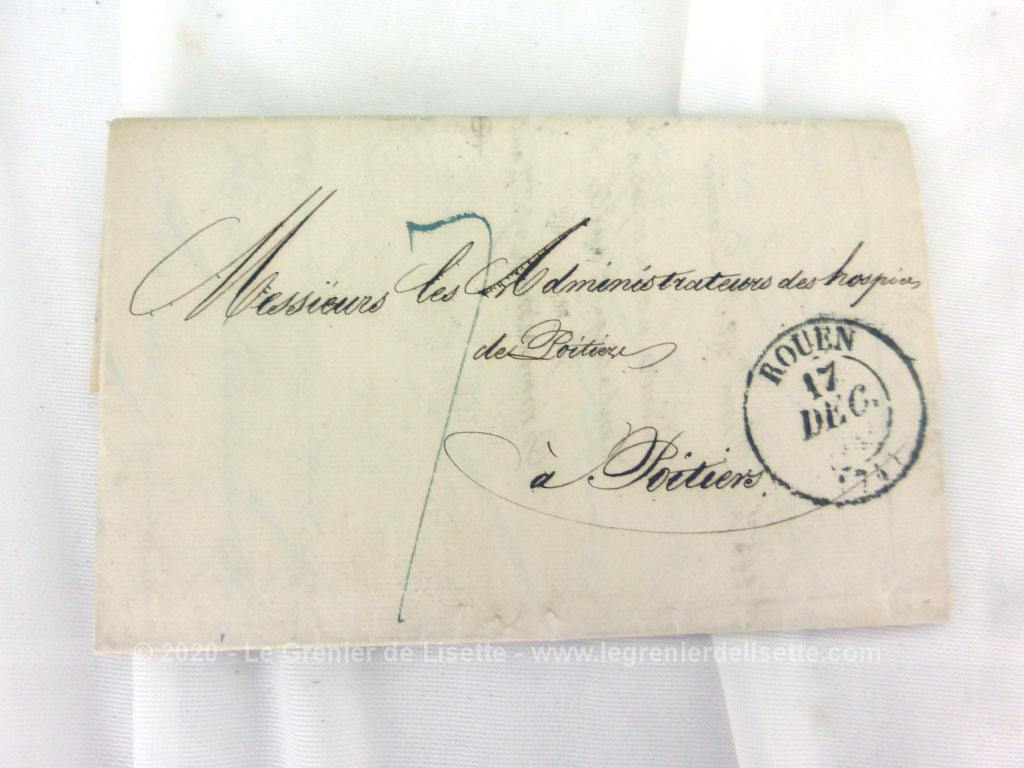 Messieurs les Administrateurs des hospices
de Poitiers
à Poitiers
7
ROUEN
17
DEC.
© 2020 - Le Grenier de Lisette - www.legrenierdelisette.com